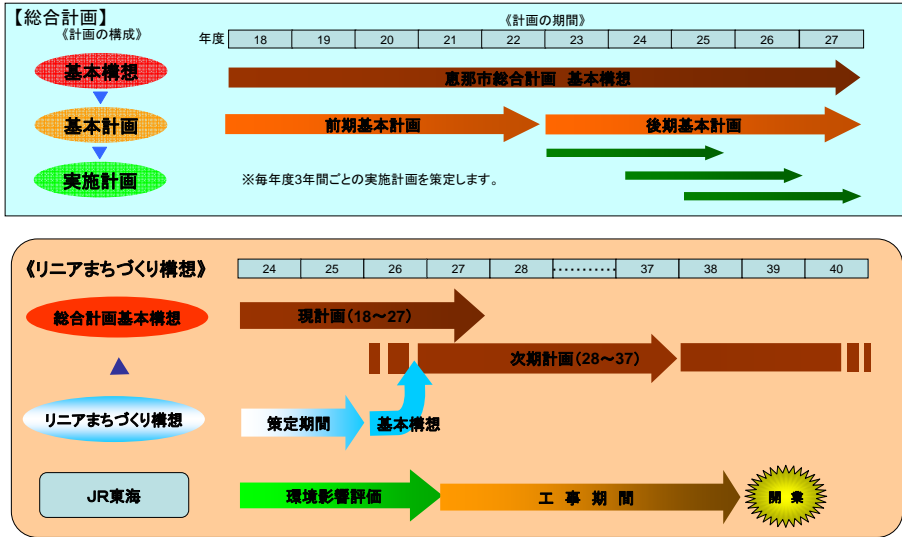 【総合計画】
《計画の構成》
《計画の期間》
年度 18 19 20 21 22 23 24 25 26 27
基本構想
恵那市総合計画 基本構想
基本計画
前期基本計画
後期基本計画
実施計画
※毎年度3年間ごとの実施計画を策定します。
《リニアまちづくり構想》
24 25 26 27 28 ………… 37 38 39 40
総合計画基本構想
現計画(18～27)
次期計画(28～37)
リニアまちづくり構想
策定期間
基本構想
JR東海
環境影響評価
工事期間
開業